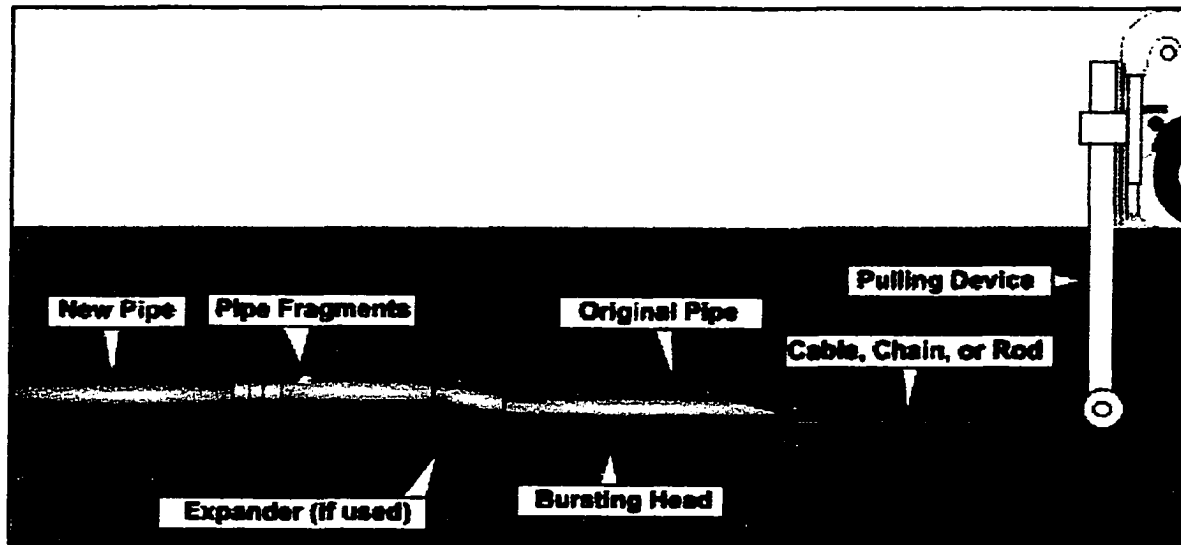 Pulling Device
New Pipe
Pipe Fragments
Original Pipe
Cable, Chain, or Rod
Expander (if used)
Bursting Head